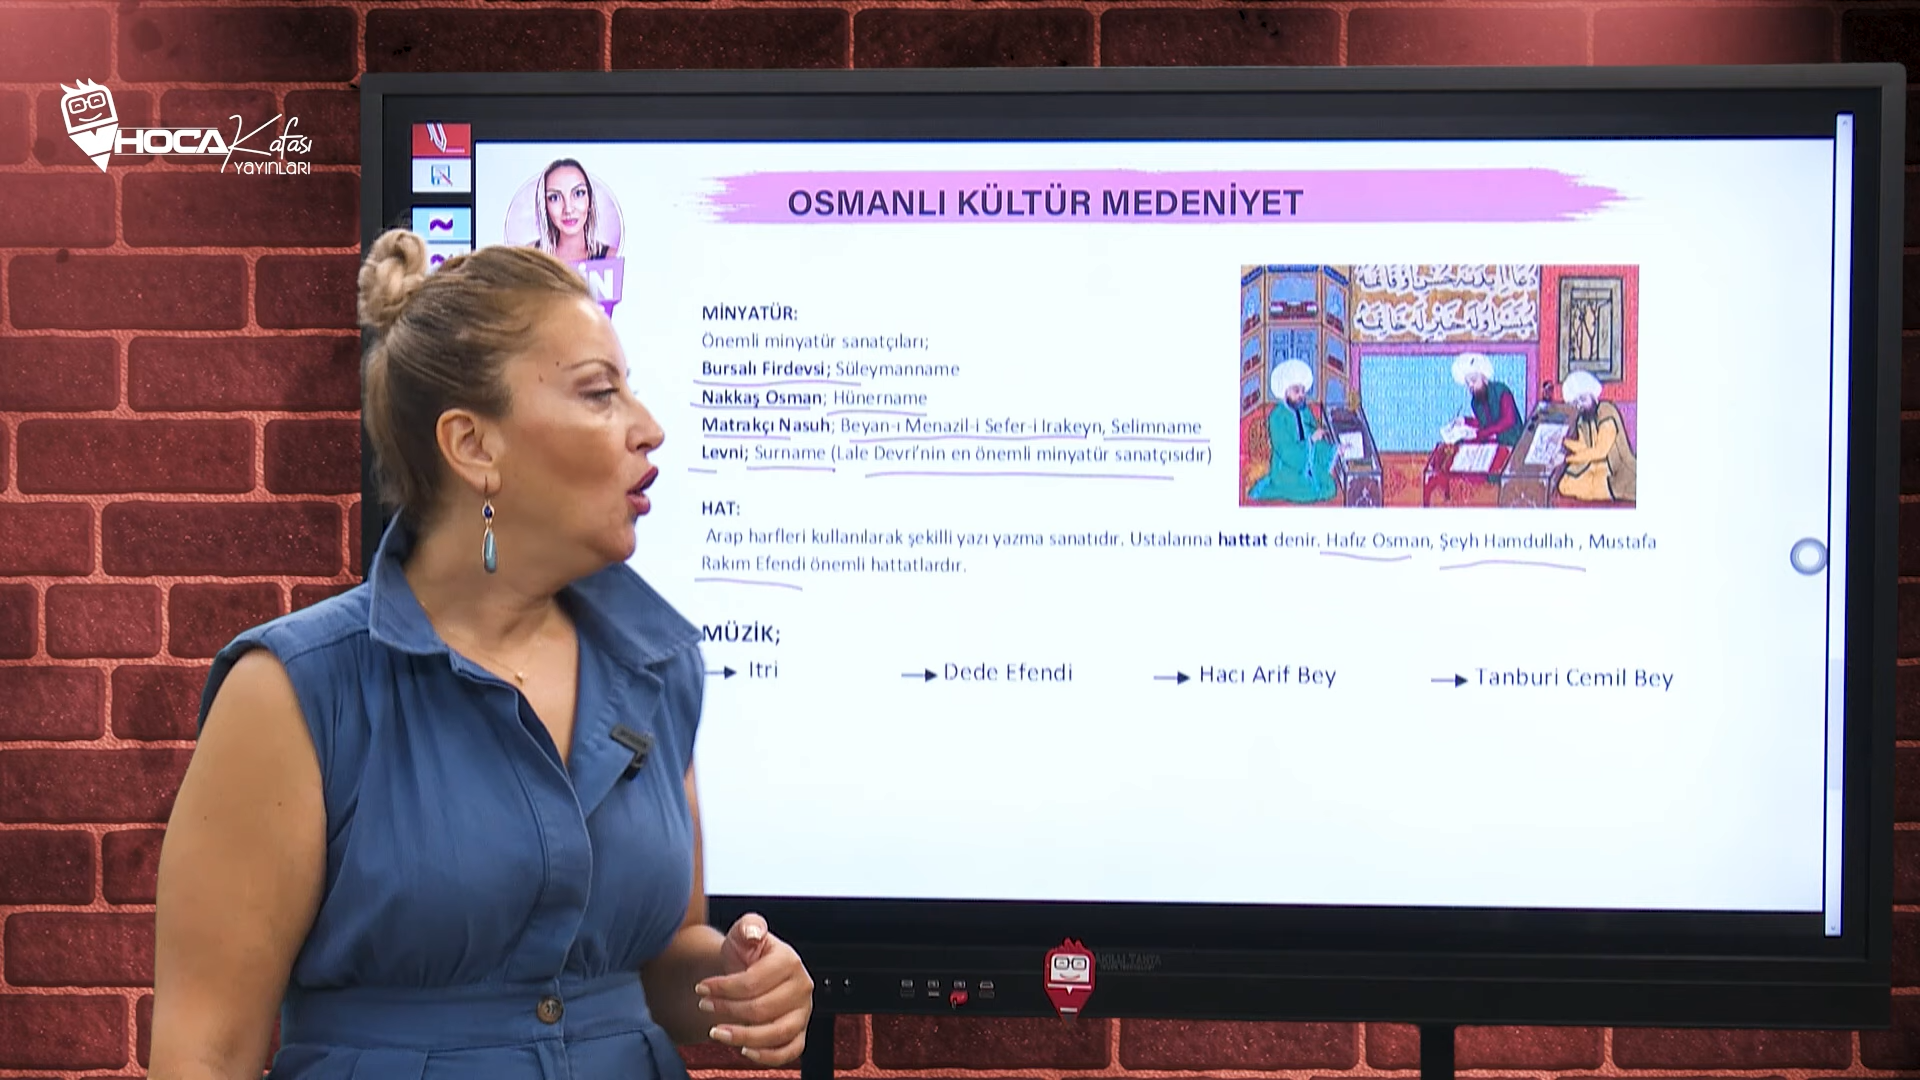 HOCA Kafası
YAYINLARI
OSMANLI KÜLTÜR MEDENİYET
MİNYATÜR:
Önemli minyatür sanatçıları;
Bursalı Firdevsi; Süleymanname
Nakkaş Osman; Hünername
Matrakçı Nasuh; Beyan-ı Menazil-i Sefer-i Irakeyn, Selimname
Levni; Surname (Lale Devri'nin en önemli minyatür sanatçısıdır)
HAT:
Arap harfleri kullanılarak şekilli yazı yazma sanatıdır. Ustalarına hattat denir. Hafız Osman, Şeyh Hamdullah , Mustafa
Rakım Efendi önemli hattatlardır.
MÜZİK;
Itri
Dede Efendi
Hacı Arif Bey
Tanburi Cemil Bey